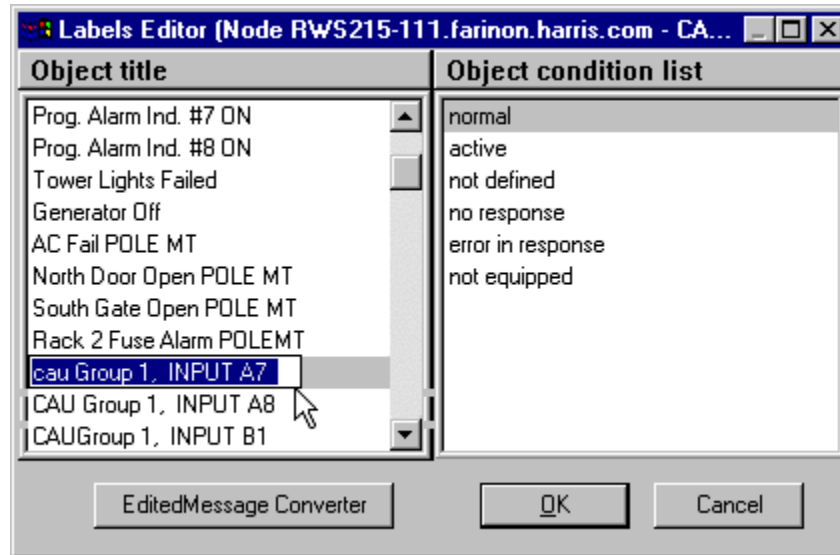 Labels Editor (Node RWS215-111.farinon.harris.com - CA...
Object title
Object condition list
Prog. Alarm Ind. #7 ON
Prog. Alarm Ind. #8 ON
Tower Lights Failed
Generator Off
AC Fail POLE MT
North Door Open POLE MT
South Gate Open POLE MT
Rack 2 Fuse Alarm POLEMT
cau Group 1, INPUT A7
CAU Group 1, INPUT A8
CAUGroup 1, INPUT B1
normal
active
not defined
no response
error in response
not equipped
EditedMessage Converter
OK
Cancel